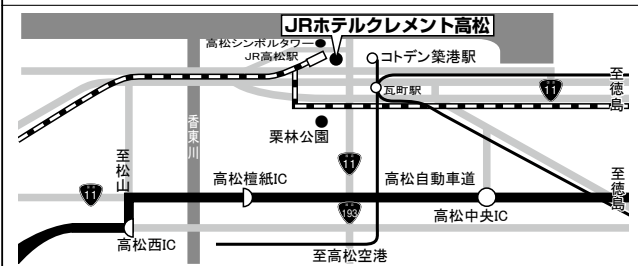 JRホテルクレメント高松
高松シンボルタワー
JR高松駅
コトデン築港駅
瓦町駅
至徳島
11
香東川
栗林公園
至松山
11
11
高松檀紙IC
高松自動車道
至徳島
193
高松中央IC
高松西IC
至高松空港